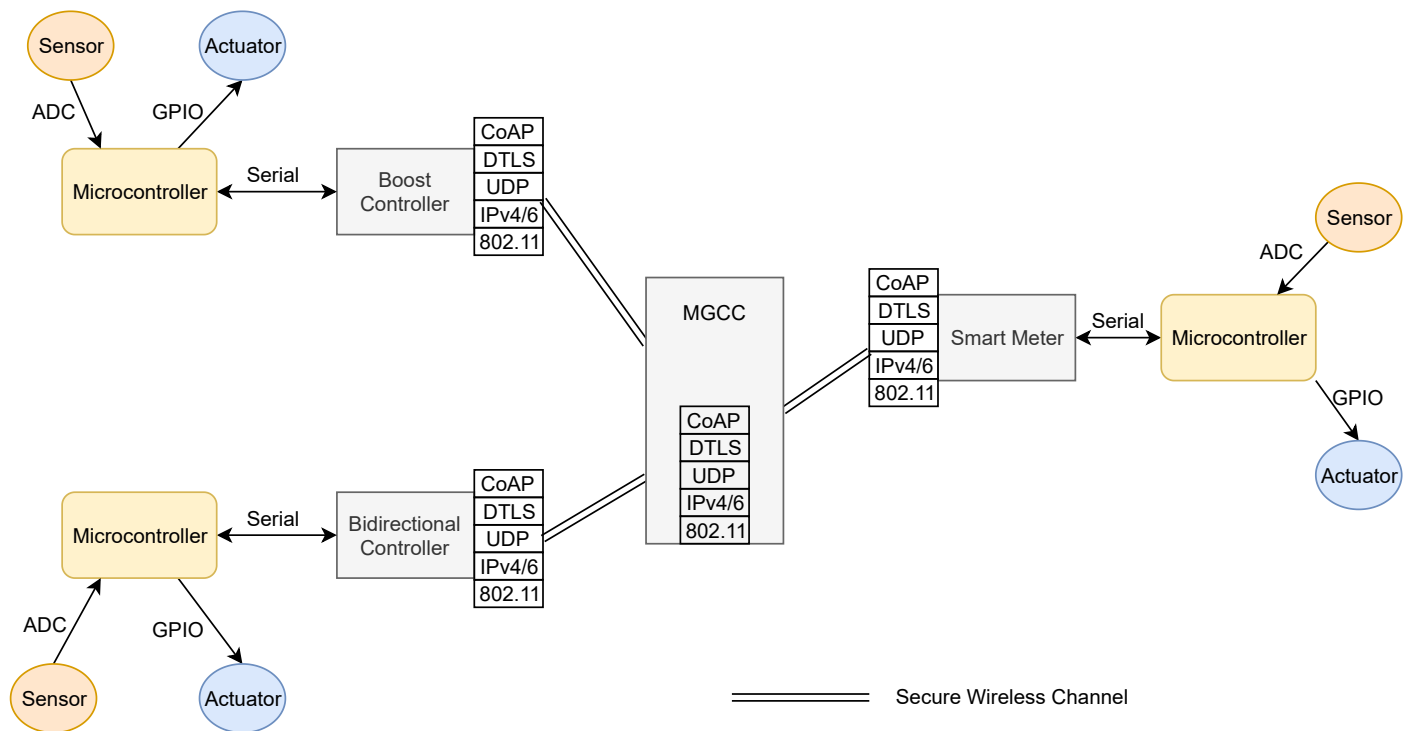 Sensor
Actuator
ADC
GPIO
Microcontroller
Serial
Boost
Controller
CoAP
DTLS
UDP
IPv4/6
802.11
MGCC
CoAP
DTLS
UDP
IPv4/6
802.11
CoAP
DTLS
UDP
IPv4/6
802.11
Smart Meter
Serial
Microcontroller
Sensor
ADC
GPIO
Actuator
Microcontroller
Serial
Bidirectional
Controller
CoAP
DTLS
UDP
IPv4/6
802.11
ADC
GPIO
Sensor
Actuator
Secure Wireless Channel